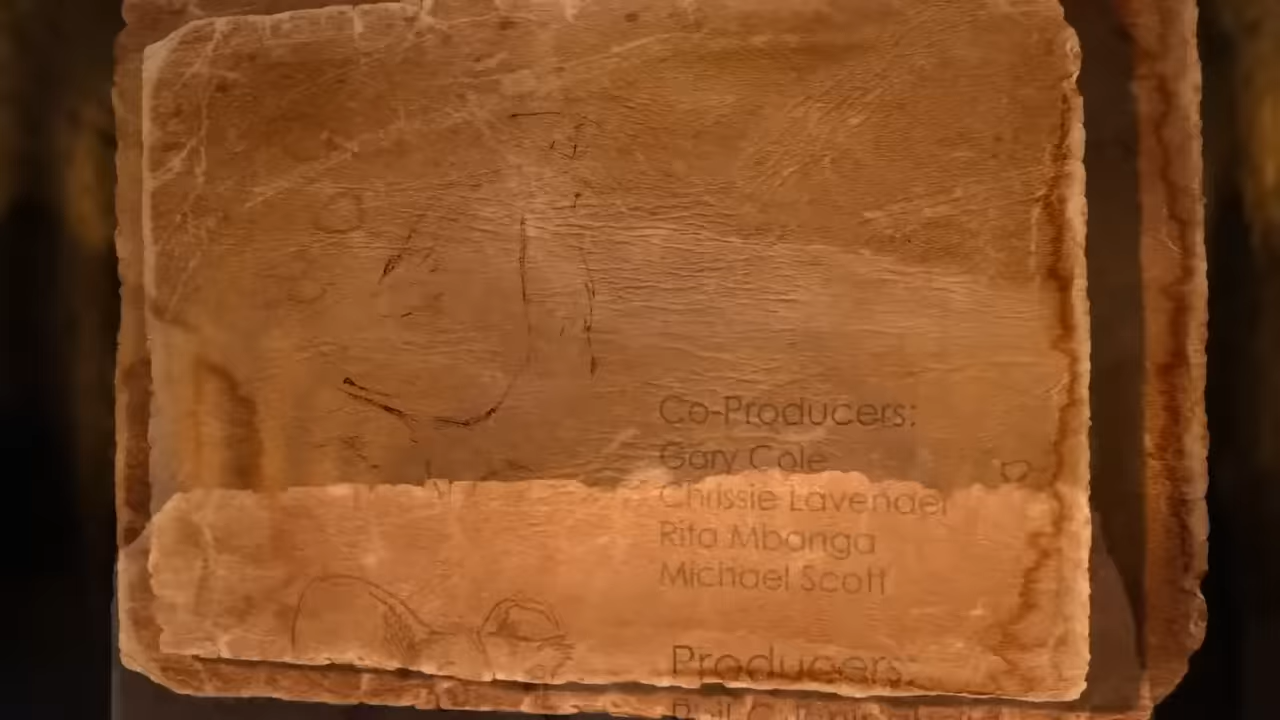 Co-Producers:
Gary Cole
Chrissie Lavender
Rita Mbanga
Michael Scott
Producers: